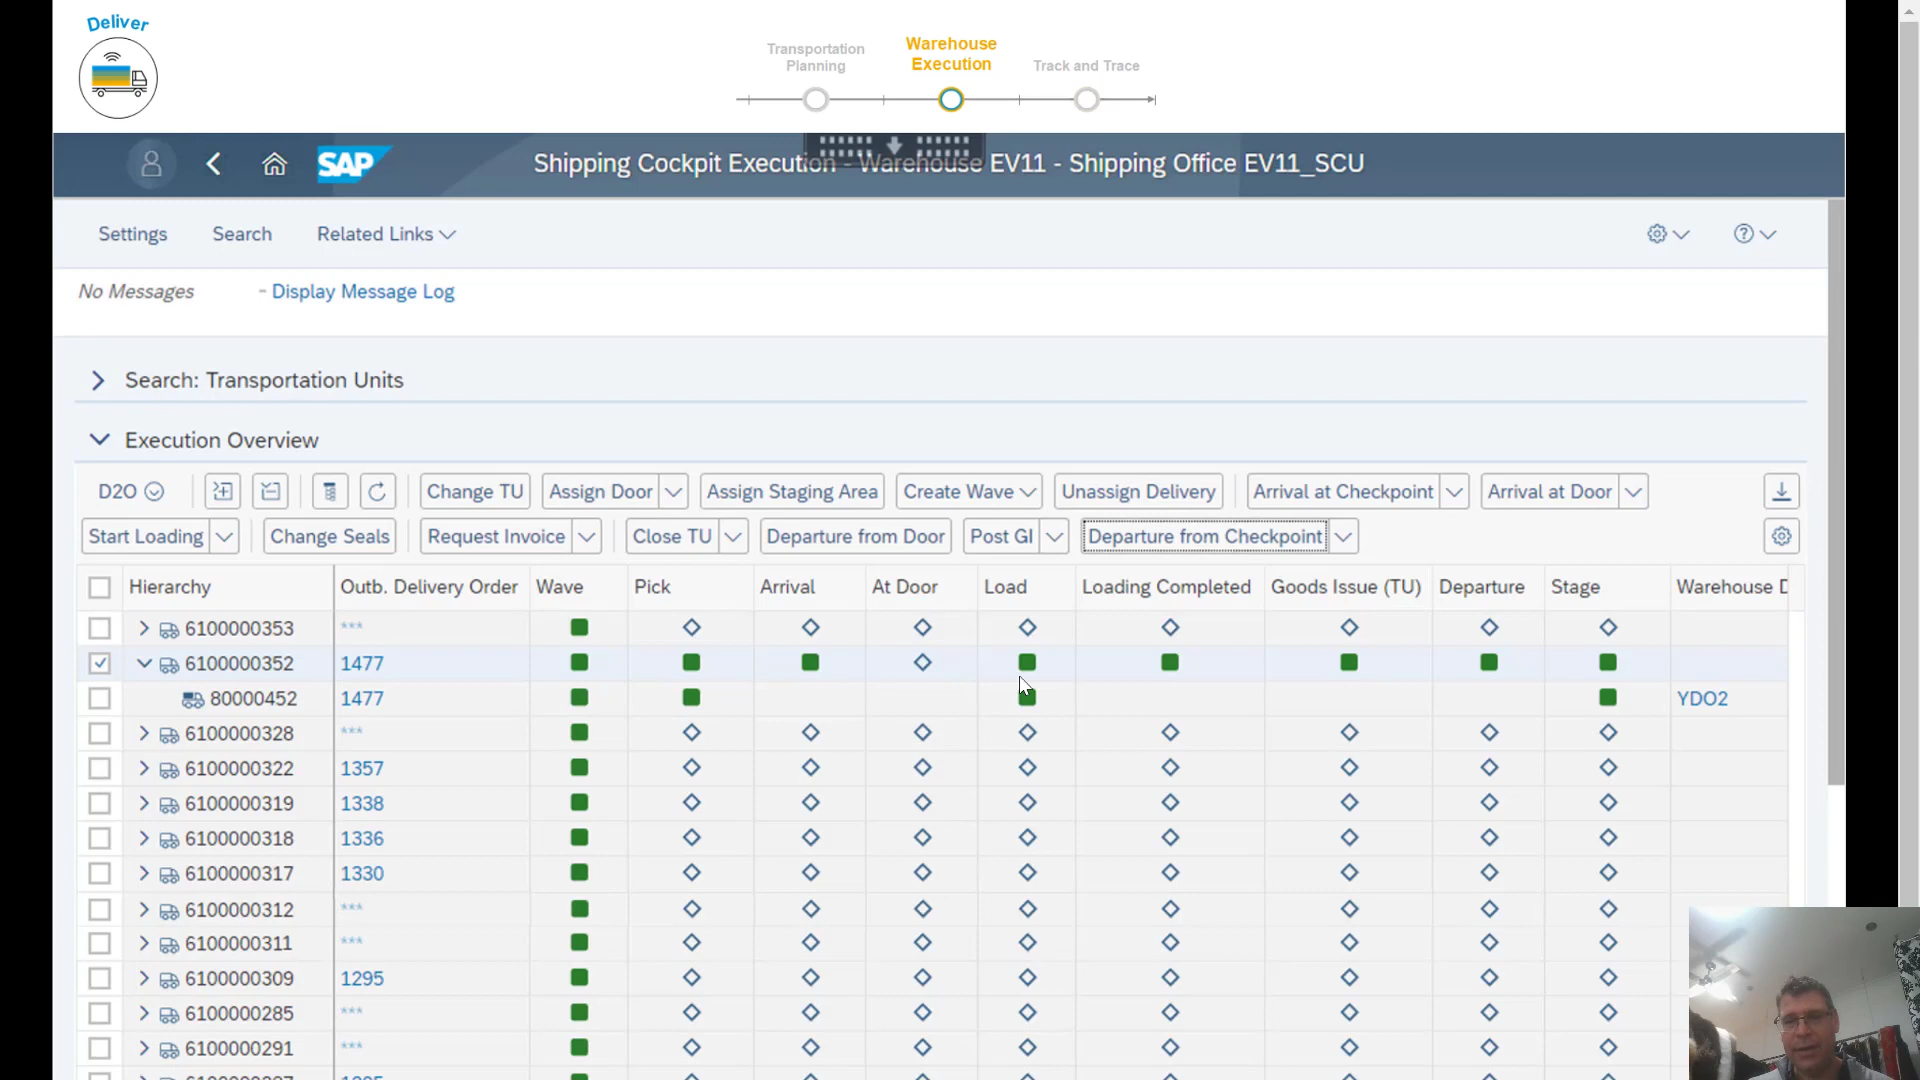 Deliver
Transportation
Planning
Warehouse
Execution
Track and Trace
SAP
Shipping Cockpit Execution - Warehouse EV11 - Shipping Office EV11_SCU
Settings Search Related Links
No Messages - Display Message Log
Search: Transportation Units
Execution Overview
D2O Change TU Assign Door Assign Staging Area Create Wave Unassign Delivery Arrival at Checkpoint Arrival at Door
Start Loading Change Seals Request Invoice Close TU Departure from Door Post GI Departure from Checkpoint
Hierarchy Outb. Delivery Order Wave Pick Arrival At Door Load Loading Completed Goods Issue (TU) Departure Stage Warehouse D
6100000353 ***
6100000352 1477
80000452 1477 YDO2
6100000328 ***
6100000322 1357
6100000319 1338
6100000318 1336
6100000317 1330
6100000312 ***
6100000311 ***
6100000309 1295
6100000285 ***
6100000291 ***